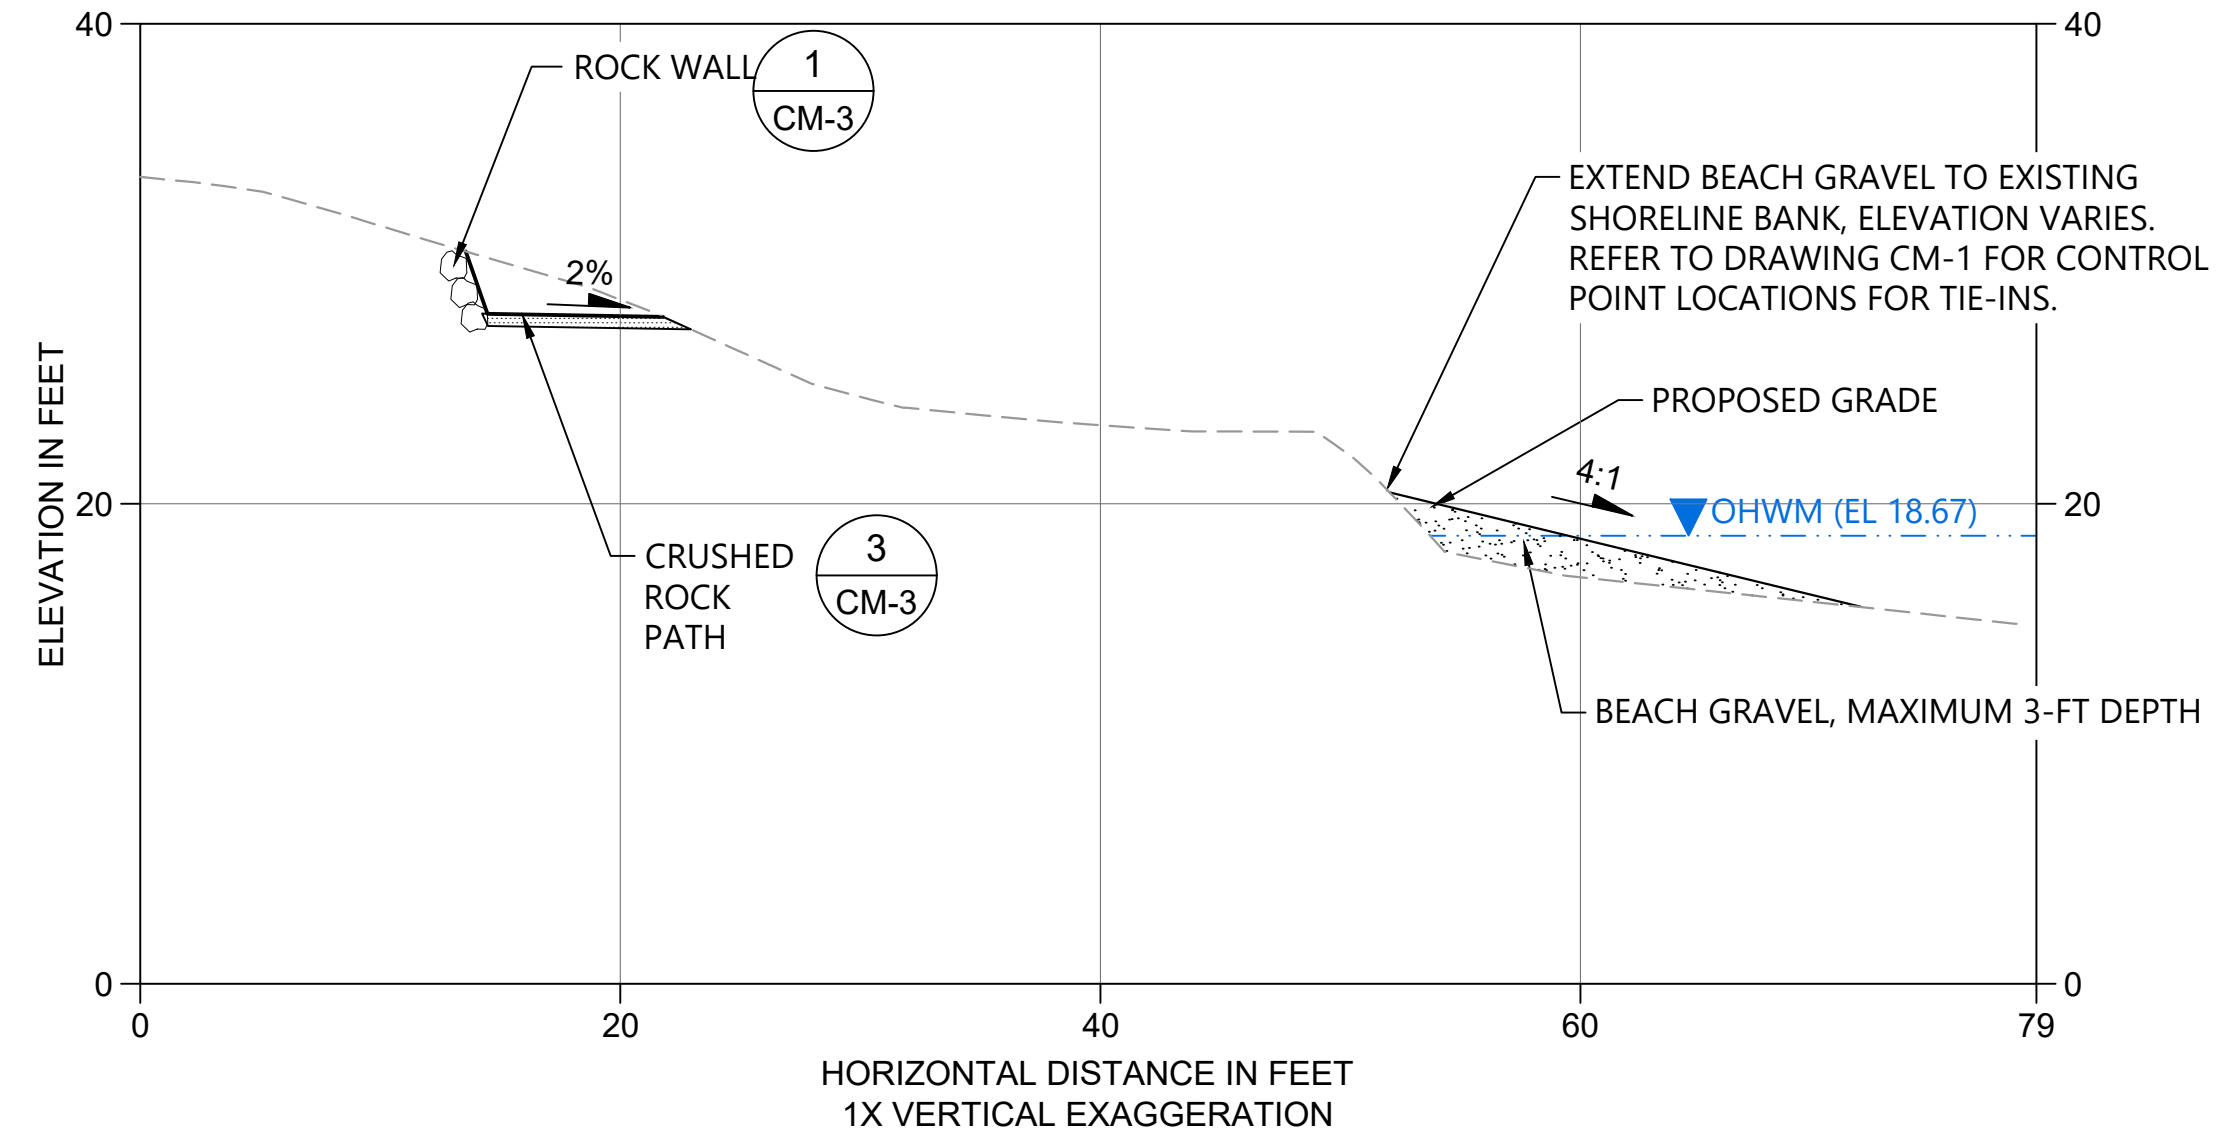 40
40
ROCK WALL
1
CM-3
EXTEND BEACH GRAVEL TO EXISTING
SHORELINE BANK, ELEVATION VARIES.
REFER TO DRAWING CM-1 FOR CONTROL
POINT LOCATIONS FOR TIE-INS.
2%
PROPOSED GRADE
4:1
ELEVATION IN FEET
20
20
OHWM (EL 18.67)
CRUSHED
ROCK
PATH
3
CM-3
BEACH GRAVEL, MAXIMUM 3-FT DEPTH
0
0
0
20
40
60
79
HORIZONTAL DISTANCE IN FEET
1X VERTICAL EXAGGERATION